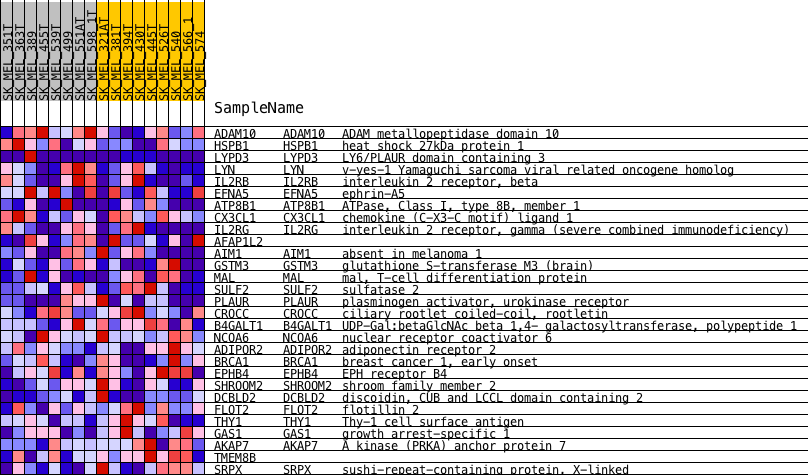 SK_MEL_351T
SK_MEL_363T
SK_MEL_389
SK_MEL_455T
SK_MEL_539T
SK_MEL_499
SK_MEL_551AT
SK_MEL_598_1T
SK_MEL_321AT
SK_MEL_381T
SK_MEL_394T
SK_MEL_430T
SK_MEL_445T
SK_MEL_526T
SK_MEL_540
SK_MEL_566_1
SK_MEL_574
SampleName
ADAM10 ADAM10 ADAM metallopeptidase domain 10
HSPB1 HSPB1 heat shock 27kDa protein 1
LYPD3 LYPD3 LY6/PLAUR domain containing 3
LYN LYN v-yes-1 Yamaguchi sarcoma viral related oncogene homolog
IL2RB IL2RB interleukin 2 receptor, beta
EFNA5 EFNA5 ephrin-A5
ATP8B1 ATP8B1 ATPase, Class I, type 8B, member 1
CX3CL1 CX3CL1 chemokine (C-X3-C motif) ligand 1
IL2RG IL2RG interleukin 2 receptor, gamma (severe combined immunodeficiency)
AFAP1L2
AIM1 AIM1 absent in melanoma 1
GSTM3 GSTM3 glutathione S-transferase M3 (brain)
MAL MAL mal, T-cell differentiation protein
SULF2 SULF2 sulfatase 2
PLAUR PLAUR plasminogen activator, urokinase receptor
CROCC CROCC ciliary rootlet coiled-coil, rootletin
B4GALT1 B4GALT1 UDP-Gal:betaGlcNAc beta 1,4- galactosyltransferase, polypeptide 1
NCOA6 NCOA6 nuclear receptor coactivator 6
ADIPOR2 ADIPOR2 adiponectin receptor 2
BRCA1 BRCA1 breast cancer 1, early onset
EPHB4 EPHB4 EPH receptor B4
SHROOM2 SHROOM2 shroom family member 2
DCBLD2 DCBLD2 discoidin, CUB and LCCL domain containing 2
FLOT2 FLOT2 flotillin 2
THY1 THY1 Thy-1 cell surface antigen
GAS1 GAS1 growth arrest-specific 1
AKAP7 AKAP7 A kinase (PRKA) anchor protein 7
TMEM8B
SRPX SRPX sushi-repeat-containing protein, X-linked